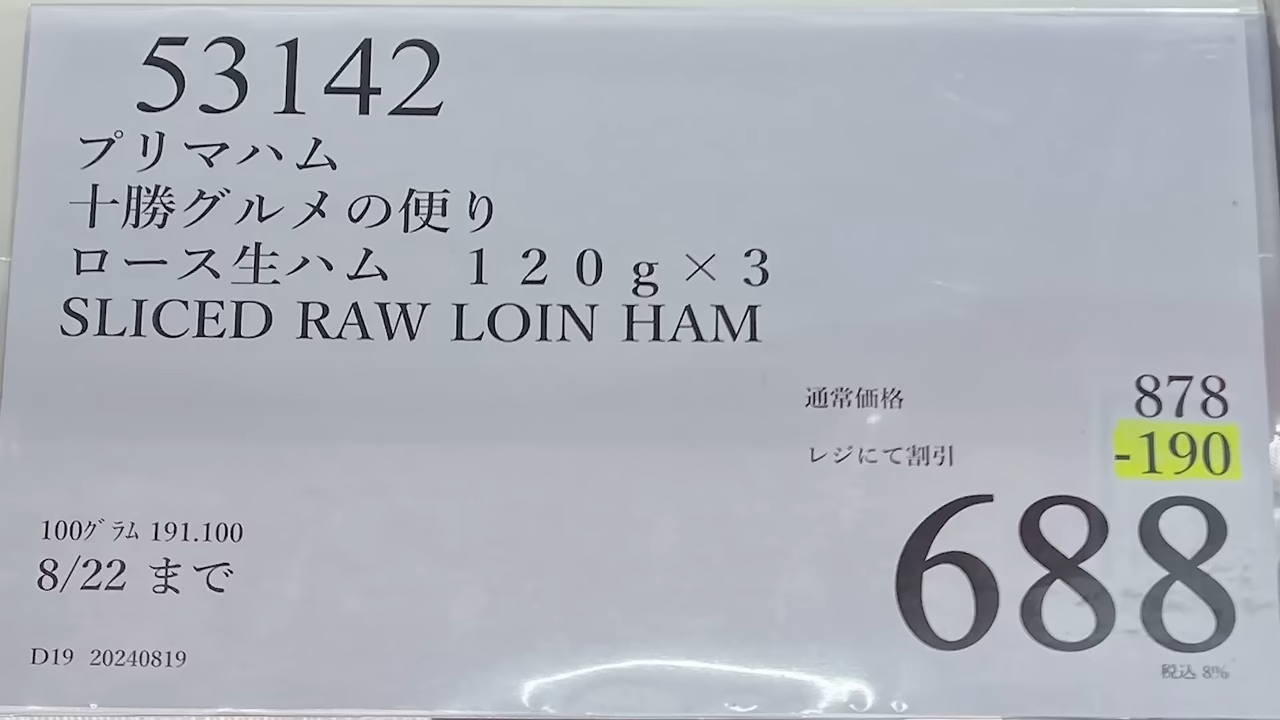 53142
プリマハム
十勝グルメの便り
ロース生ハム　１２０ｇ×３
SLICED RAW LOIN HAM
通常価格 878
レジにて割引 -190
688
税込 8%
100ｸﾞﾗﾑ 191.100
8/22 まで
D19 20240819